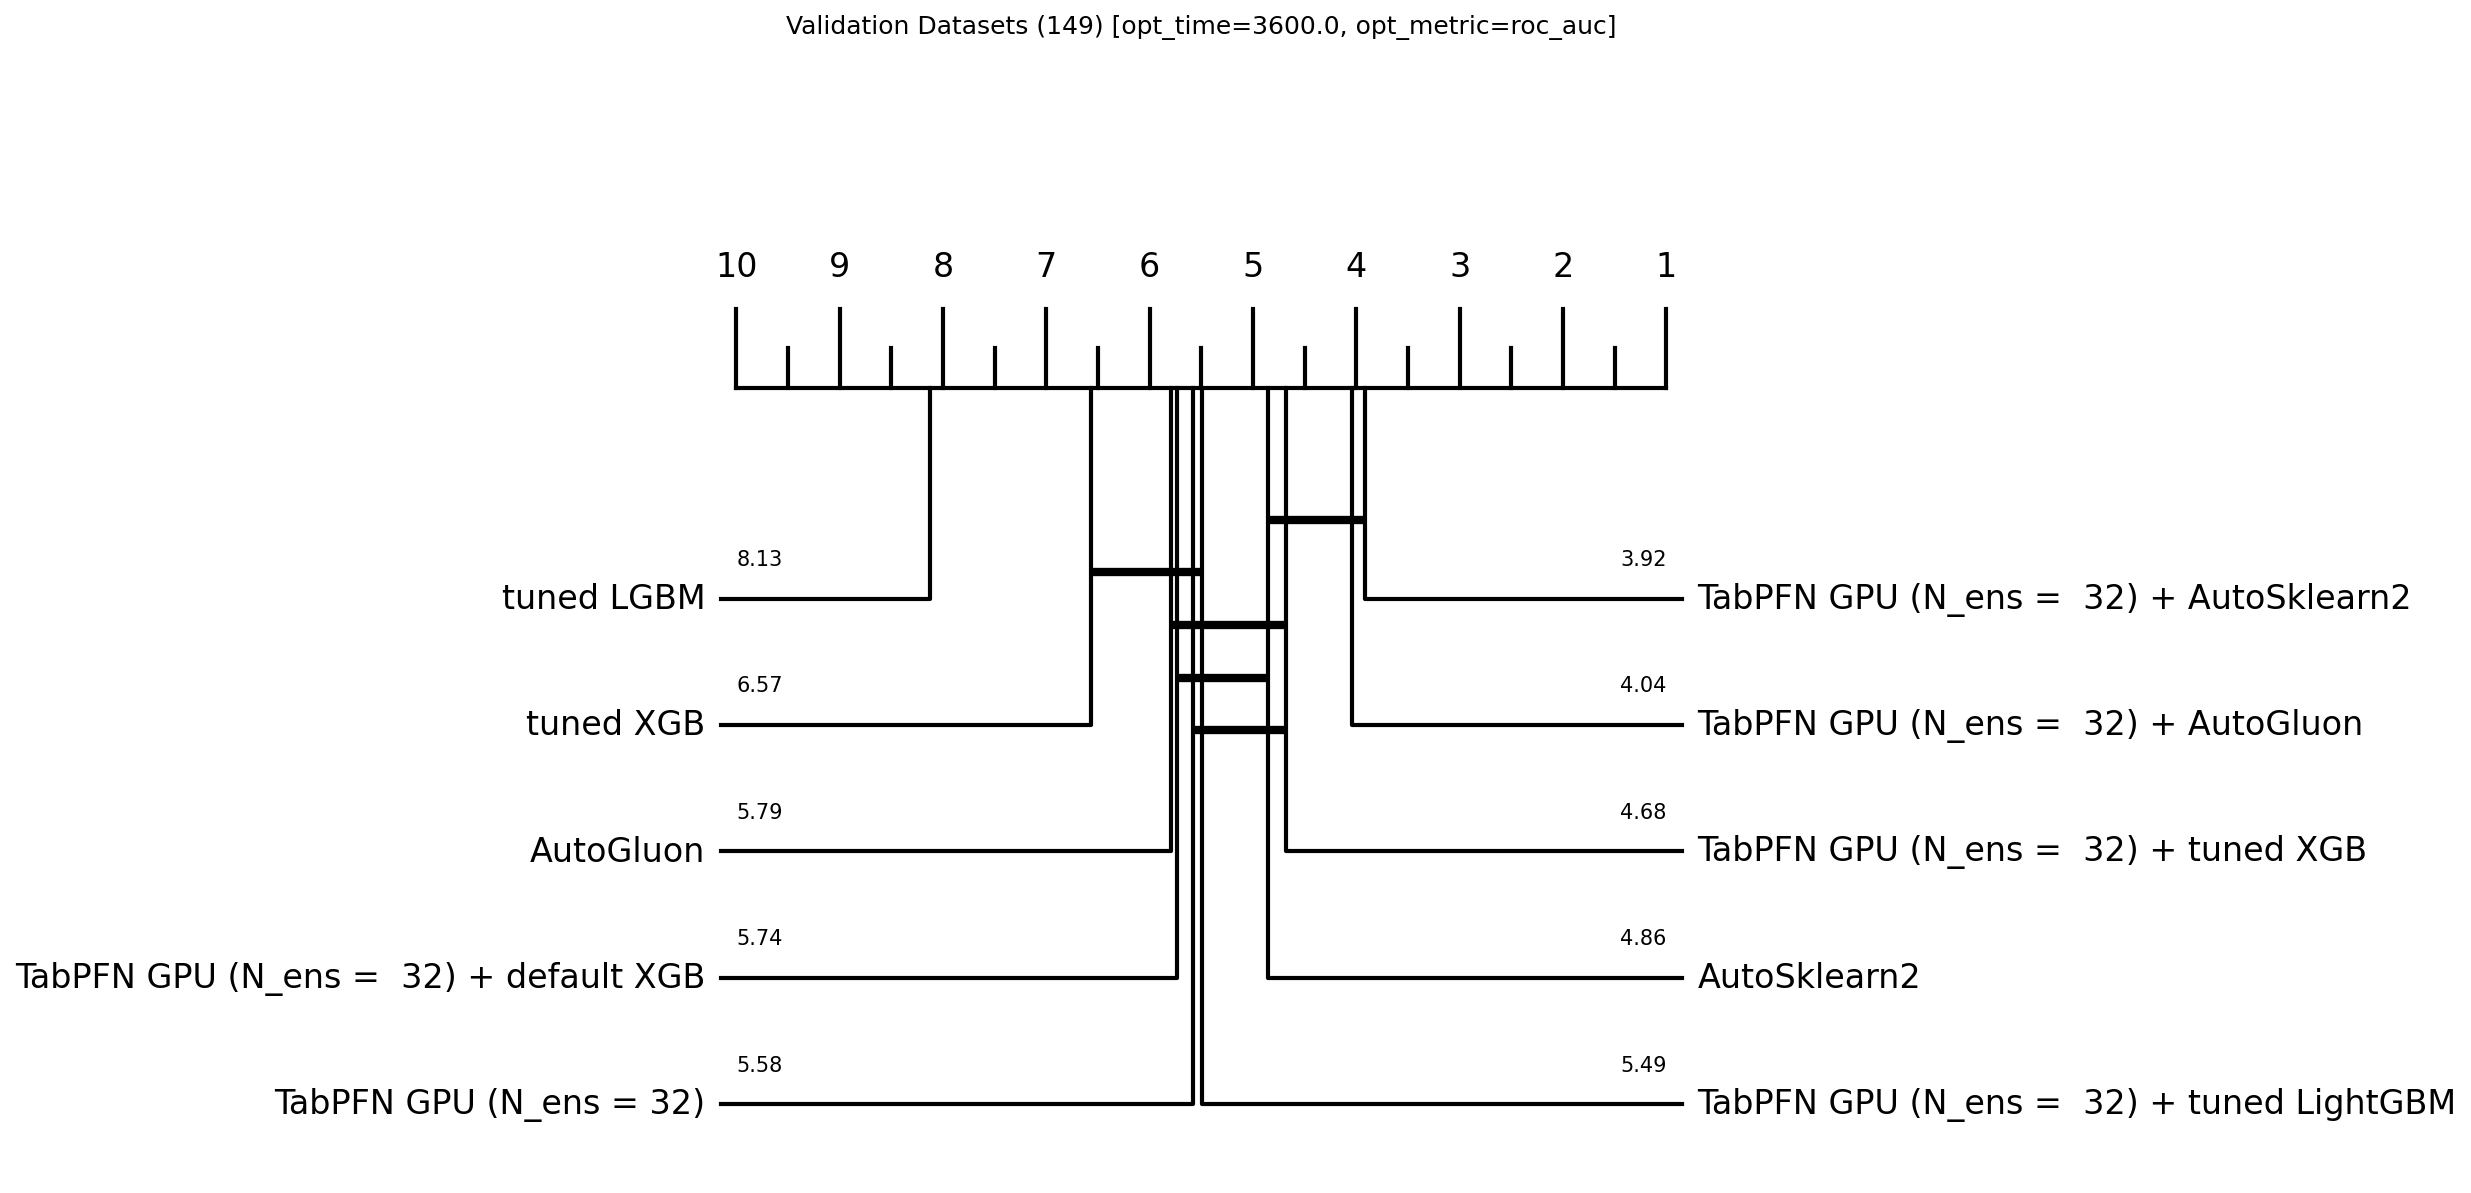 Validation Datasets (149) [opt_time=3600.0, opt_metric=roc_auc]
10 9 8 7 6 5 4 3 2 1
8.13 3.92
tuned LGBM TabPFN GPU (N_ens =  32) + AutoSklearn2
6.57 4.04
tuned XGB TabPFN GPU (N_ens =  32) + AutoGluon
5.79 4.68
AutoGluon TabPFN GPU (N_ens =  32) + tuned XGB
5.74 4.86
TabPFN GPU (N_ens =  32) + default XGB AutoSklearn2
5.58 5.49
TabPFN GPU (N_ens = 32) TabPFN GPU (N_ens =  32) + tuned LightGBM